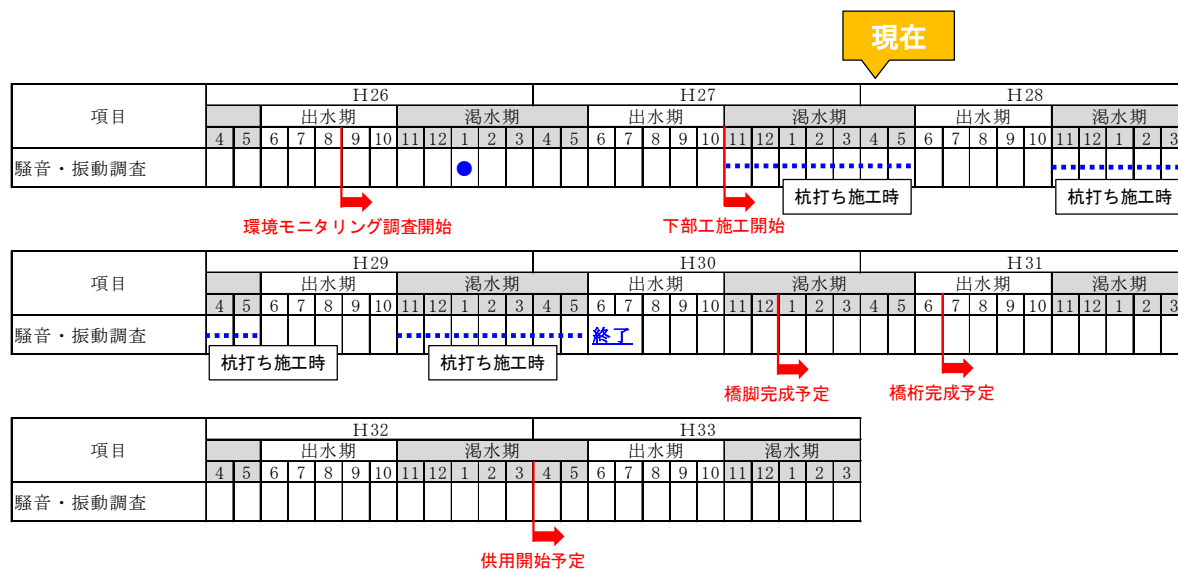 現在
H26 H27 H28
項目 出水期 渇水期 出水期 渇水期 出水期 渇水期
4 5 6 7 8 9 10 11 12 1 2 3 4 5 6 7 8 9 10 11 12 1 2 3 4 5 6 7 8 9 10 11 12 1 2 3
騒音・振動調査 ●
杭打ち施工時 杭打ち施工時
環境モニタリング調査開始 下部工施工開始
H29 H30 H31
項目 出水期 渇水期 出水期 渇水期 出水期 渇水期
4 5 6 7 8 9 10 11 12 1 2 3 4 5 6 7 8 9 10 11 12 1 2 3 4 5 6 7 8 9 10 11 12 1 2 3
騒音・振動調査 終了
杭打ち施工時 杭打ち施工時
橋脚完成予定 橋桁完成予定
H32 H33
項目 出水期 渇水期 出水期 渇水期
4 5 6 7 8 9 10 11 12 1 2 3 4 5 6 7 8 9 10 11 12 1 2 3
騒音・振動調査
供用開始予定